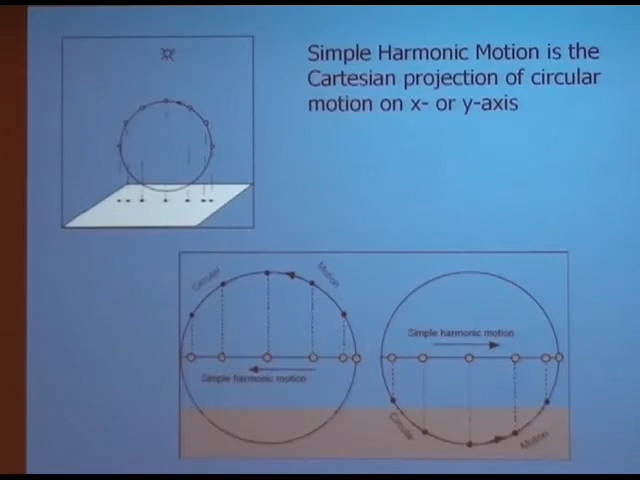 Simple Harmonic Motion is the
Cartesian projection of circular
motion on x- or y-axis
Circular
Motion
Simple harmonic motion
Simple harmonic motion
Circular
Motion